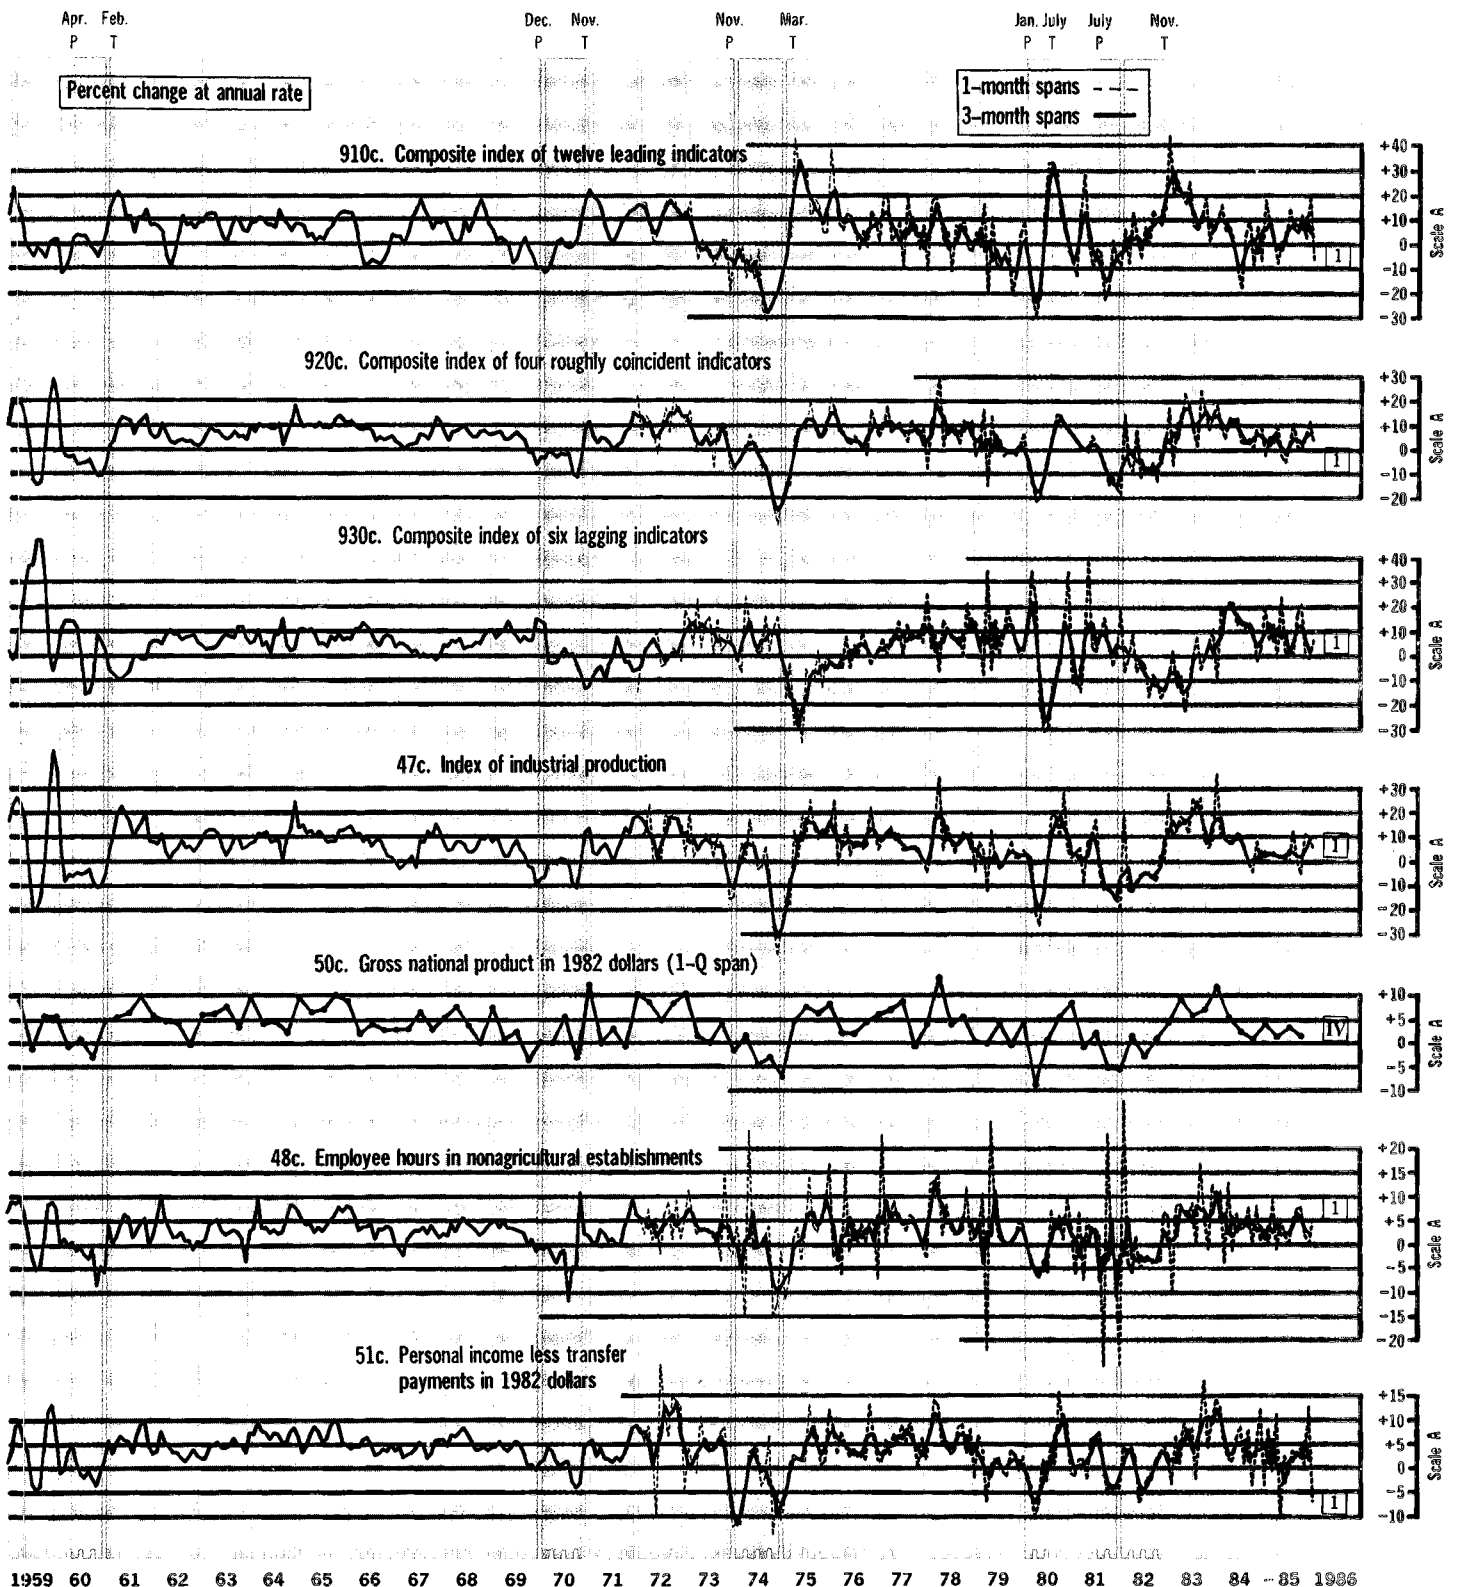 Apr. Feb. Dec. Nov. Nov. Mar. Jan. July July Nov.
P T P T P T P T P T
Percent change at annual rate
1-month spans
3-month spans
910c. Composite index of twelve leading indicators
+40
+30
+20
+10
0
-10
-20
-30
Scale A
1
920c. Composite index of four roughly coincident indicators
+30
+20
+10
0
-10
-20
Scale A
1
930c. Composite index of six lagging indicators
+40
+30
+20
+10
0
-10
-20
-30
Scale A
1
47c. Index of industrial production
+30
+20
+10
0
-10
-20
-30
Scale A
1
50c. Gross national product in 1982 dollars (1-Q span)
+10
+5
0
-5
-10
Scale A
IV
48c. Employee hours in nonagricultural establishments
+20
+15
+10
+5
0
-5
-10
-15
-20
Scale A
1
51c. Personal income less transfer
payments in 1982 dollars
+15
+10
+5
0
-5
-10
Scale A
1
1959 60 61 62 63 64 65 66 67 68 69 70 71 72 73 74 75 76 77 78 79 80 81 82 83 84 85 1986